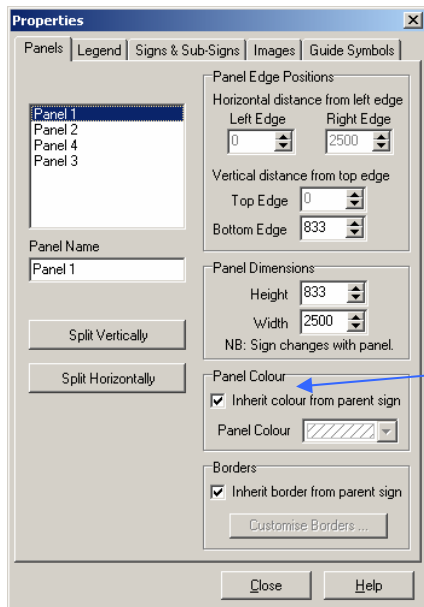 Properties
Panels Legend Signs & Sub-Signs Images Guide Symbols
Panel 1
Panel 2
Panel 4
Panel 3
Panel Name
Panel 1
Split Vertically
Split Horizontally
Panel Edge Positions
Horizontal distance from left edge
Left Edge Right Edge
0 2500
Vertical distance from top edge
Top Edge 0
Bottom Edge 833
Panel Dimensions
Height 833
Width 2500
NB: Sign changes with panel.
Panel Colour
Inherit colour from parent sign
Panel Colour
Borders
Inherit border from parent sign
Customise Borders ...
Close Help